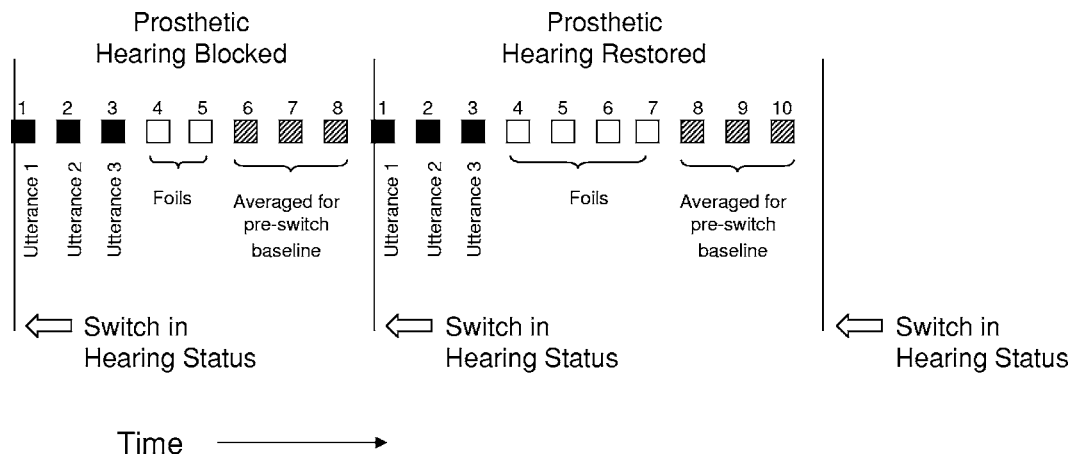 Prosthetic
Hearing Blocked
Prosthetic
Hearing Restored
1 2 3 4 5 6 7 8 1 2 3 4 5 6 7 8 9 10
Utterance 1
Utterance 2
Utterance 3
Foils
Averaged for
pre-switch
baseline
Utterance 1
Utterance 2
Utterance 3
Foils
Averaged for
pre-switch
baseline
Switch in
Hearing Status
Switch in
Hearing Status
Switch in
Hearing Status
Time